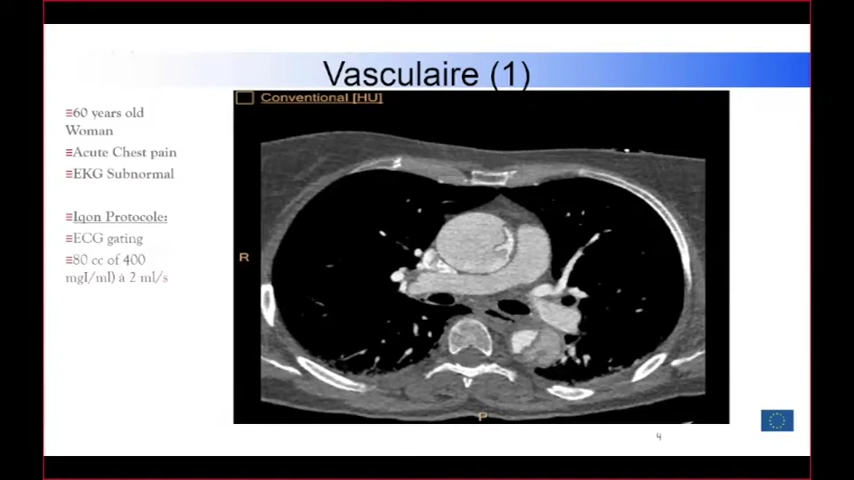 Vasculaire (1)
Conventional [HU]
≡60 years old
Woman
≡Acute Chest pain
≡EKG Subnormal
≡Iqon Protocole:
≡ECG gating
≡80 cc of 400
mgI/ml) à 2 ml/s
R
P
4